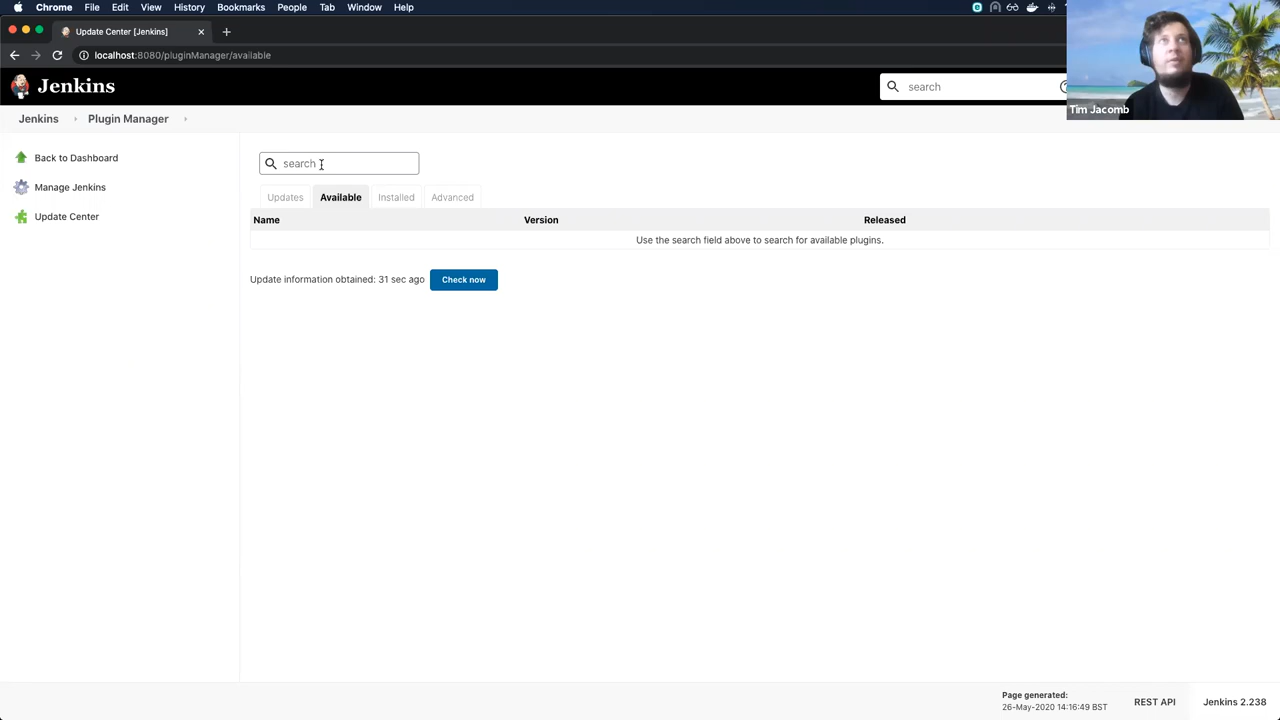 Chrome File Edit View History Bookmarks People Tab Window Help
Update Center [Jenkins]
localhost:8080/pluginManager/available
Jenkins
search
Tim Jacomb
Jenkins Plugin Manager
Back to Dashboard
Manage Jenkins
Update Center
search
Updates Available Installed Advanced
Name Version Released
Use the search field above to search for available plugins.
Update information obtained: 31 sec ago Check now
Page generated:
26-May-2020 14:16:49 BST
REST API
Jenkins 2.238